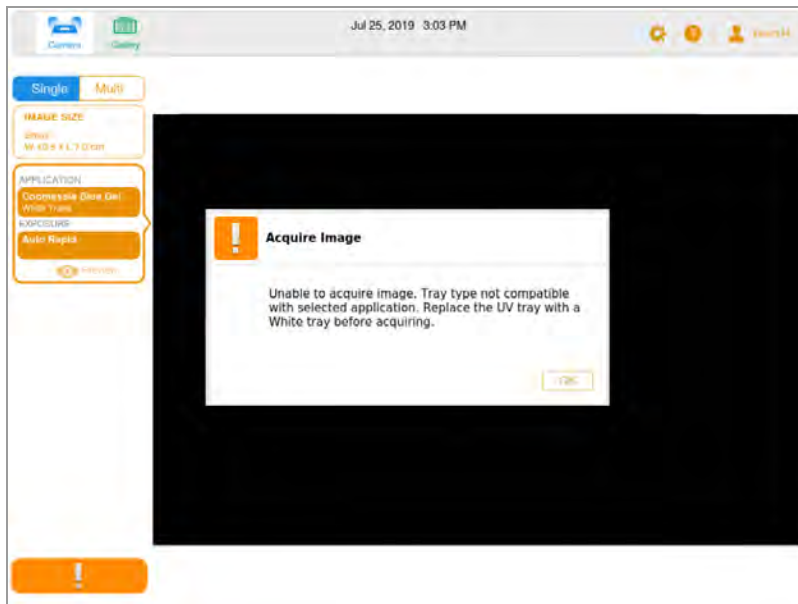 Jul 25, 2019 3:03 PM
Camera
Gallery
Single
Multi
IMAGE SIZE
APPLICATION
Coomassie Blue Gel
White Trans
EXPOSURE
Auto Rapid
Acquire Image
Unable to acquire image. Tray type not compatible
with selected application. Replace the UV tray with a
White tray before acquiring.
OK